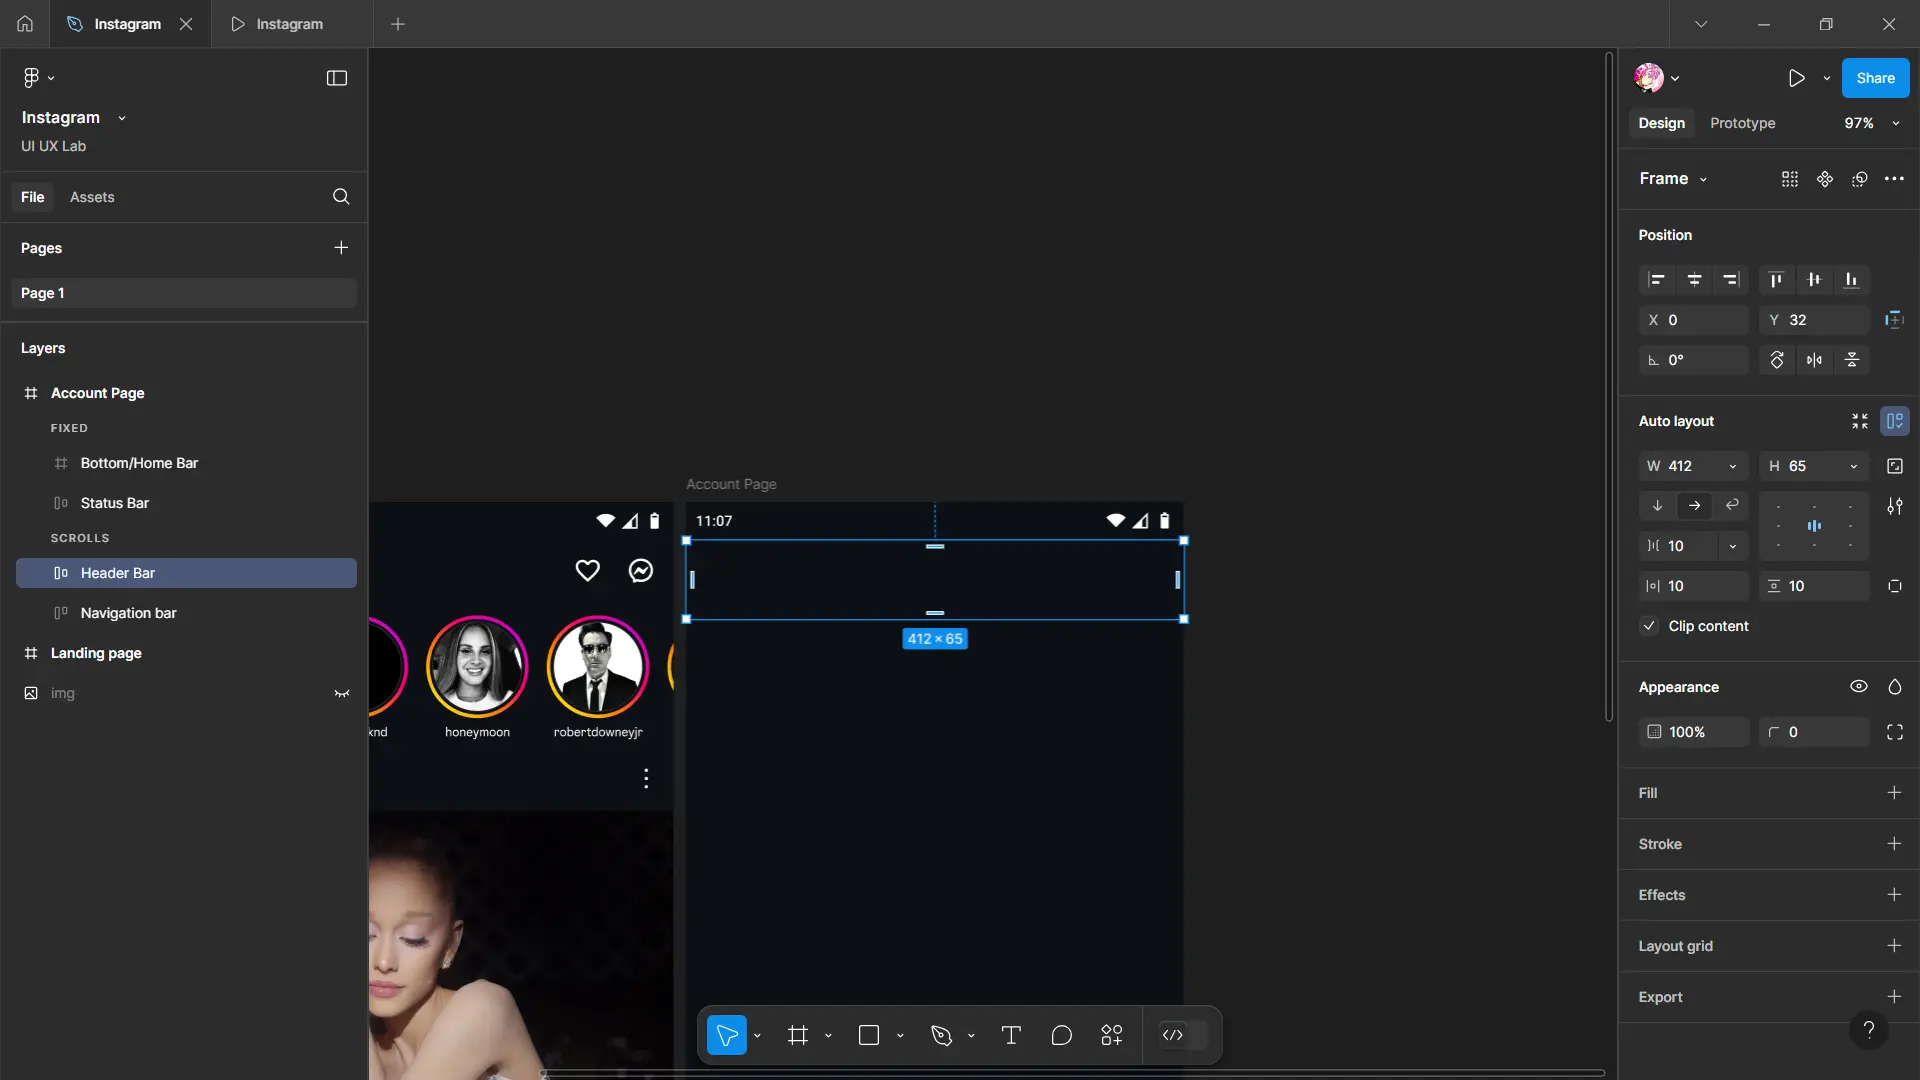 Instagram
Instagram
Instagram
UI UX Lab
File
Assets
Pages
Page 1
Layers
Account Page
FIXED
Bottom/Home Bar
Status Bar
SCROLLS
Header Bar
Navigation bar
Landing page
img
knd
honeymoon
robertdowneyjr
Account Page
11:07
412 × 65
Share
Design
Prototype
97%
Frame
Position
X 0
Y 32
0°
Auto layout
W 412
H 65
10
10
10
Clip content
Appearance
100%
0
Fill
Stroke
Effects
Layout grid
Export
?